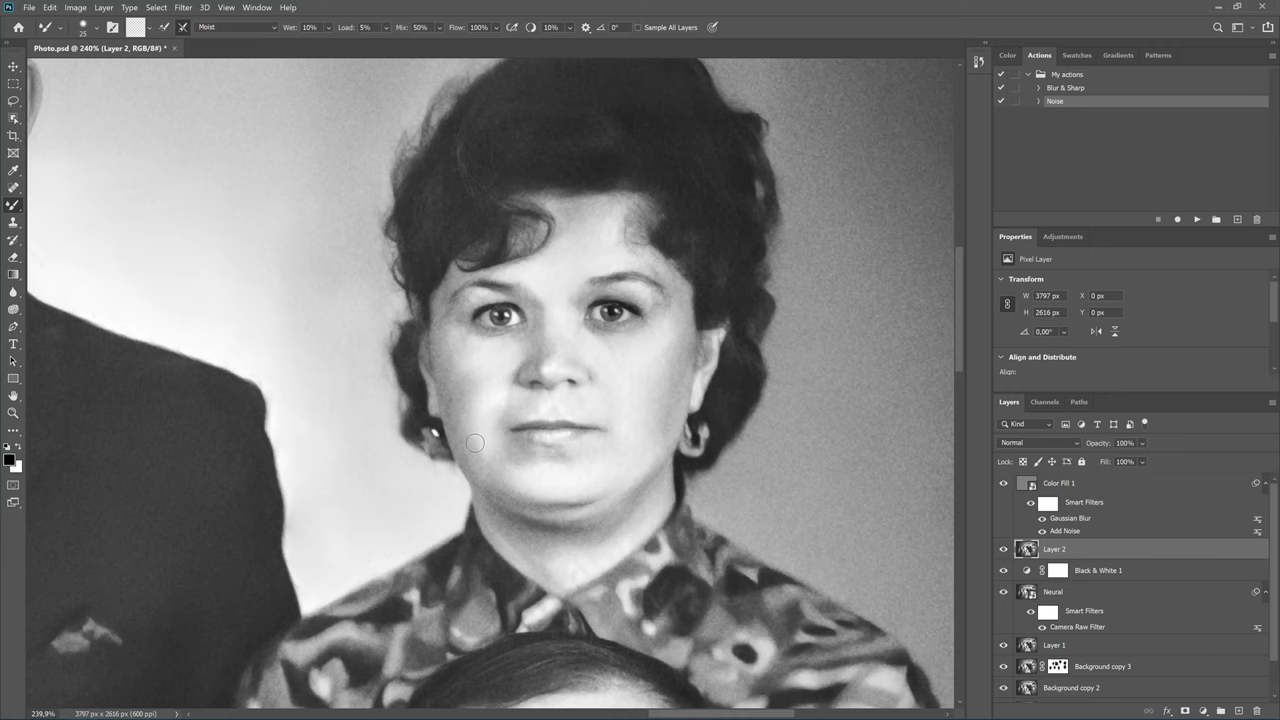 File Edit Image Layer Type Select Filter 3D View Window Help
25 Moist Wet: 10% Load: 5% Mix: 50% Flow: 100% 10% 0° Sample All Layers
Photo.psd @ 240% (Layer 2, RGB/8#) *
Color Actions Swatches Gradients Patterns
My actions
Blur & Sharp
Noise
Properties Adjustments
Pixel Layer
Transform
W 3797 px X 0 px
H 2616 px Y 0 px
0,00°
Align and Distribute
Align:
Layers Channels Paths
Kind
Normal Opacity: 100%
Lock: Fill: 100%
Color Fill 1
Smart Filters
Gaussian Blur
Add Noise
Layer 2
Black & White 1
Neural
Smart Filters
Camera Raw Filter
Layer 1
Background copy 3
Background copy 2
239,9% 3797 px x 2616 px (600 ppi)